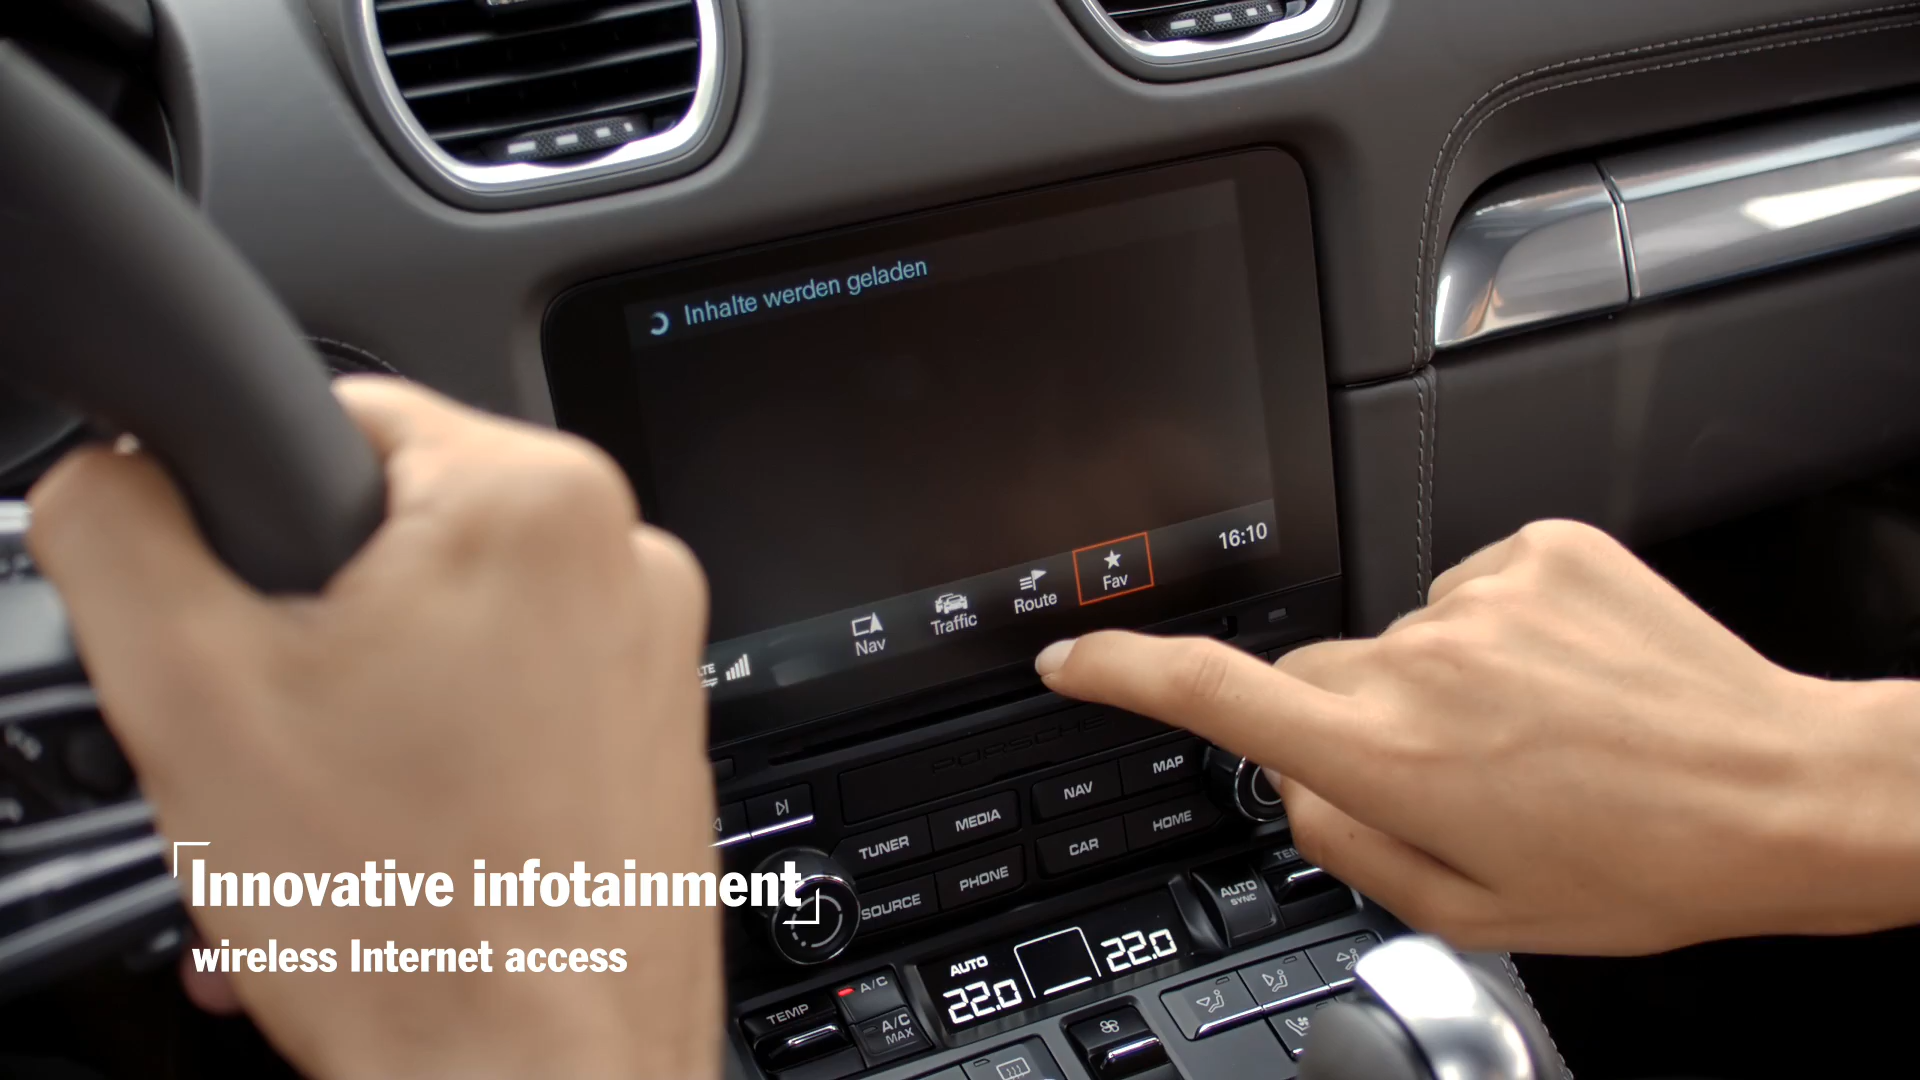 Inhalte werden geladen
16:10
Fav
Route
Traffic
Nav
LTE
PORSCHE
TUNER MEDIA NAV MAP
SOURCE PHONE CAR HOME
AUTO
SYNC
AUTO
22.0 22.0
TEMP
A/C
A/C
MAX
Innovative infotainment
wireless Internet access